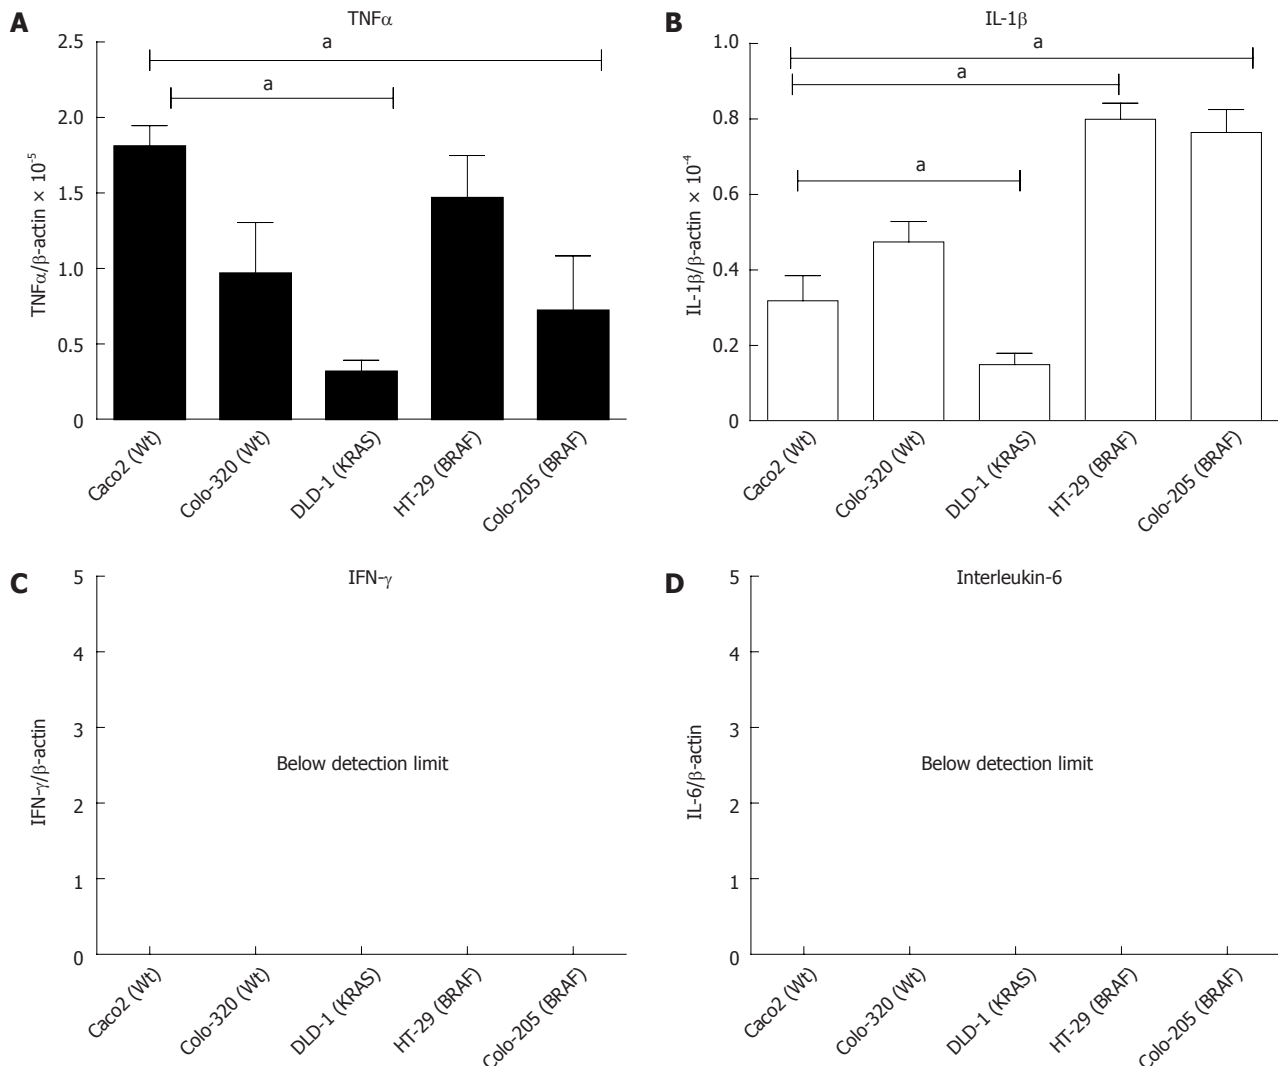 A
TNFα
TNFα/β-actin × 10⁻⁵
2.5
2.0
1.5
1.0
0.5
0
a
a
Caco2 (Wt)
Colo-320 (Wt)
DLD-1 (KRAS)
HT-29 (BRAF)
Colo-205 (BRAF)
B
IL-1β
IL-1β/β-actin × 10⁻⁴
1.0
0.8
0.6
0.4
0.2
0
a
a
a
Caco2 (Wt)
Colo-320 (Wt)
DLD-1 (KRAS)
HT-29 (BRAF)
Colo-205 (BRAF)
C
IFN-γ
IFN-γ/β-actin
5
4
3
2
1
0
Below detection limit
Caco2 (Wt)
Colo-320 (Wt)
DLD-1 (KRAS)
HT-29 (BRAF)
Colo-205 (BRAF)
D
Interleukin-6
IL-6/β-actin
5
4
3
2
1
0
Below detection limit
Caco2 (Wt)
Colo-320 (Wt)
DLD-1 (KRAS)
HT-29 (BRAF)
Colo-205 (BRAF)